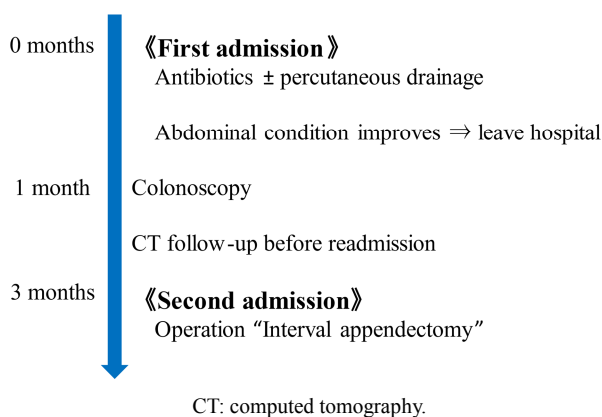 0 months 《First admission》
Antibiotics ± percutaneous drainage
Abdominal condition improves ⇒ leave hospital
1 month Colonoscopy
CT follow-up before readmission
3 months 《Second admission》
Operation “Interval appendectomy”
CT: computed tomography.